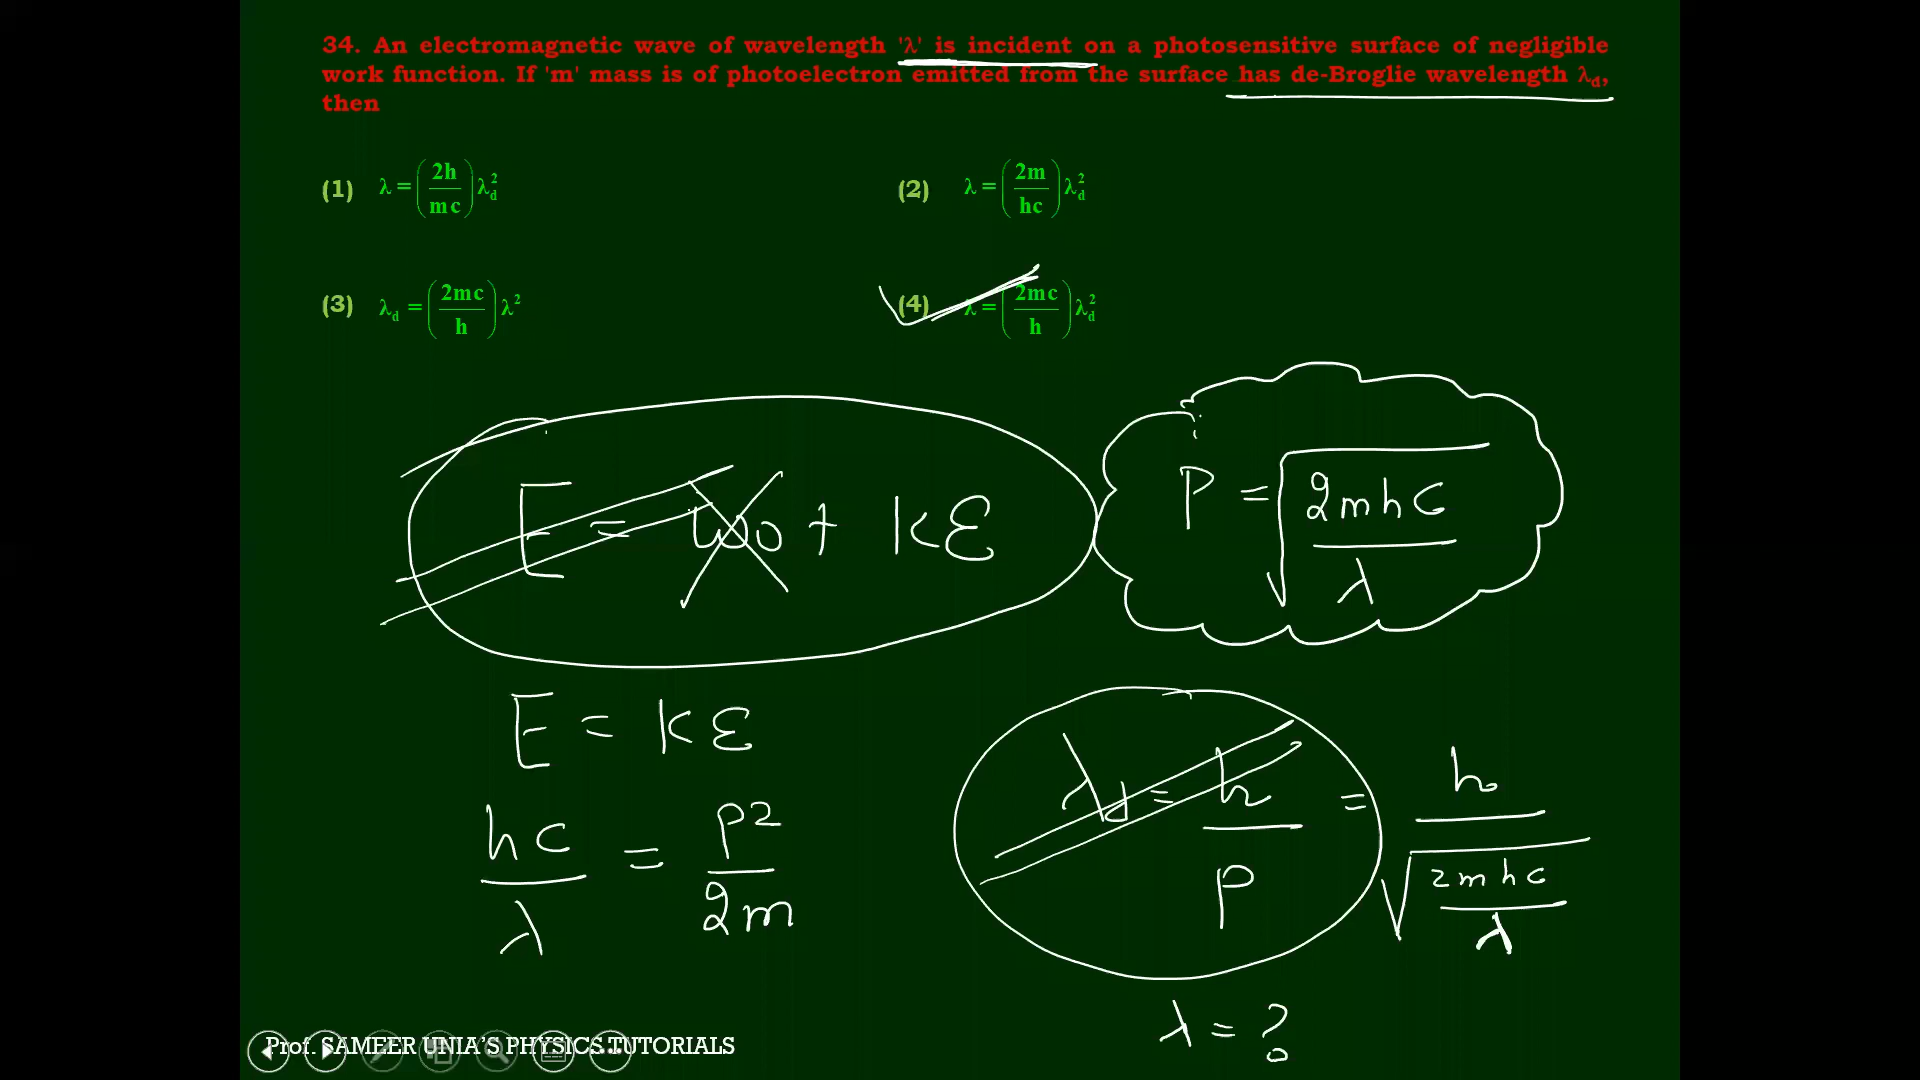 34. An electromagnetic wave of wavelength 'λ' is incident on a photosensitive surface of negligible
work function. If 'm' mass is of photoelectron emitted from the surface has de-Broglie wavelength λd,
then
(1) λ = (2h/mc) λd² (2) λ = (2m/hc) λd²
(3) λd = (2mc/h) λ² (4) λ = (2mc/h) λd²
E = W0 + KE
P = √(2mhc/λ)
E = KE
hc/λ = P²/2m
λd = h/P = h/√(2mhc/λ)
λ = ?
Prof. SAMEER UNIA'S PHYSICS TUTORIALS